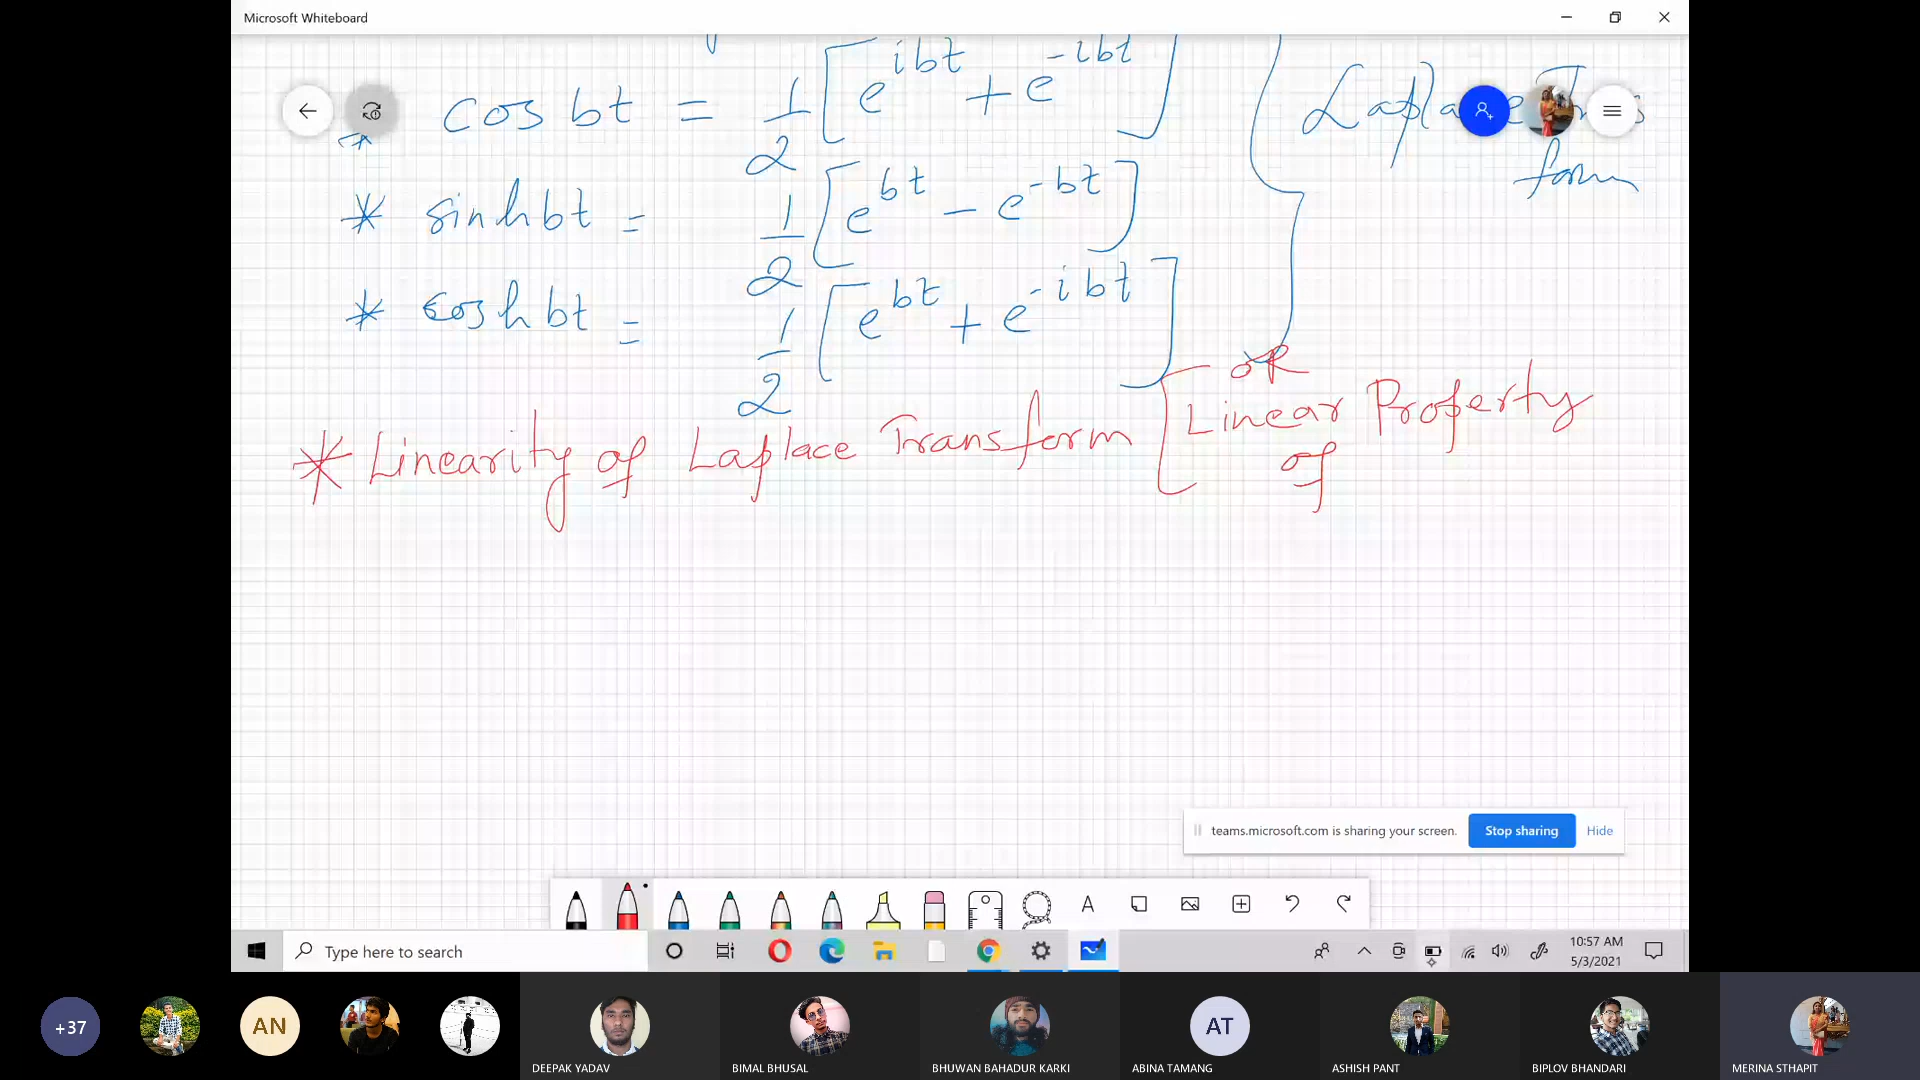 Microsoft Whiteboard
* cos bt = 1/2 [e^{ibt} + e^{-ibt}]
* sinh bt = 1/2 [e^{bt} - e^{-bt}]
* cosh bt = 1/2 [e^{bt} + e^{-ibt}]
Laplace Trans
form
* Linearity of Laplace Transform [ OR
Linear Property
of
teams.microsoft.com is sharing your screen. Stop sharing Hide
A
Type here to search
10:57 AM
5/3/2021
+37
AN
AT
DEEPAK YADAV
BIMAL BHUSAL
BHUWAN BAHADUR KARKI
ABINA TAMANG
ASHISH PANT
BIPLOV BHANDARI
MERINA STHAPIT